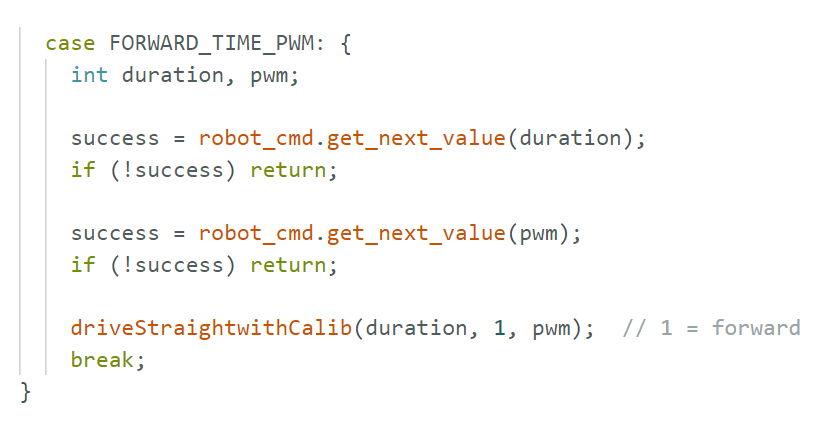 case FORWARD_TIME_PWM: {
int duration, pwm;
success = robot_cmd.get_next_value(duration);
if (!success) return;
success = robot_cmd.get_next_value(pwm);
if (!success) return;
driveStraightwithCalib(duration, 1, pwm);  // 1 = forward
break;
}